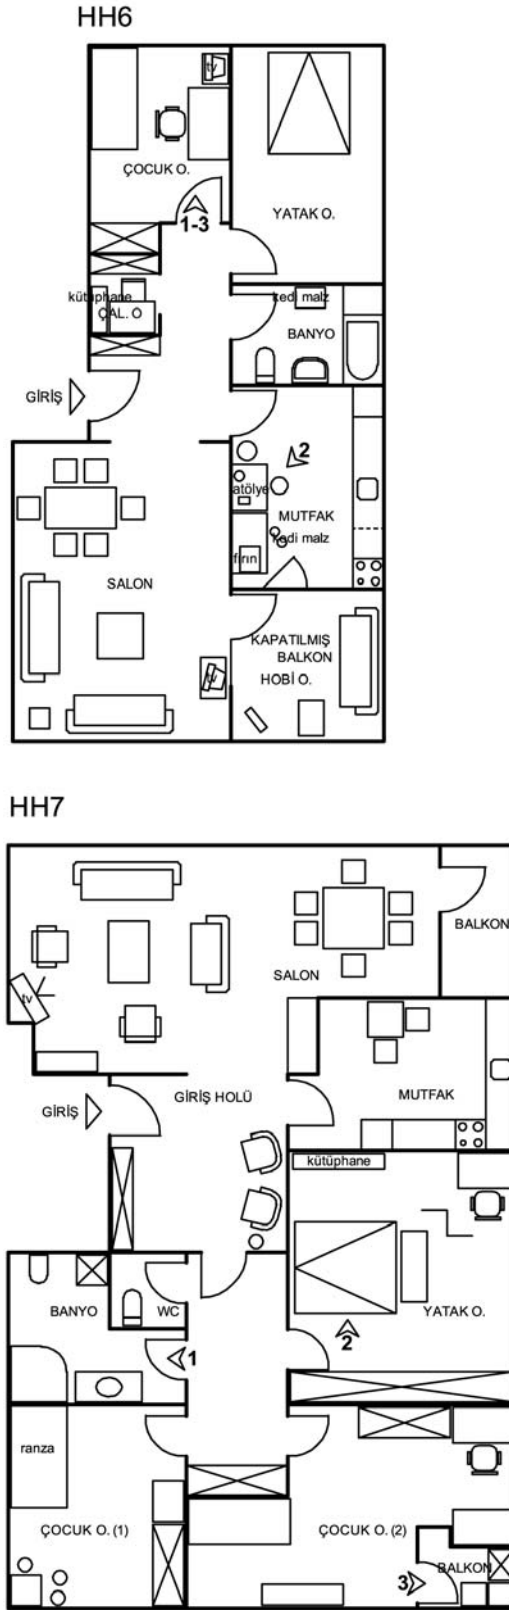 HH6
tv
ÇOCUK O.
1-3
YATAK O.
kütüphane
ÇAL. O
kedi malz
BANYO
GİRİŞ
2
atölye
MUTFAK
kedi malz
fırın
SALON
KAPATILMIŞ
BALKON
HOBİ O.
tv
HH7
BALKON
SALON
tv
GİRİŞ HOLÜ
MUTFAK
GİRİŞ
kütüphane
BANYO
WC
YATAK O.
2
1
ranza
ÇOCUK O. (1)
ÇOCUK O. (2)
BALKON
3